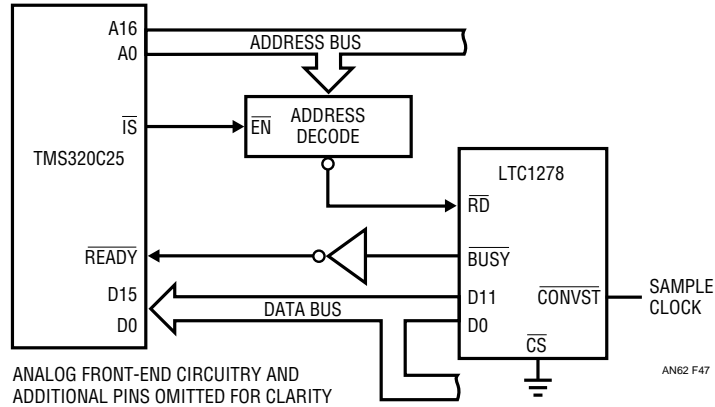 A16
A0
ADDRESS BUS
IS
EN
ADDRESS
DECODE
TMS320C25
LTC1278
RD
READY
BUSY
D15
D0
DATA BUS
D11
D0
CONVST
SAMPLE
CLOCK
CS
ANALOG FRONT-END CIRCUITRY AND
ADDITIONAL PINS OMITTED FOR CLARITY
AN62 F47